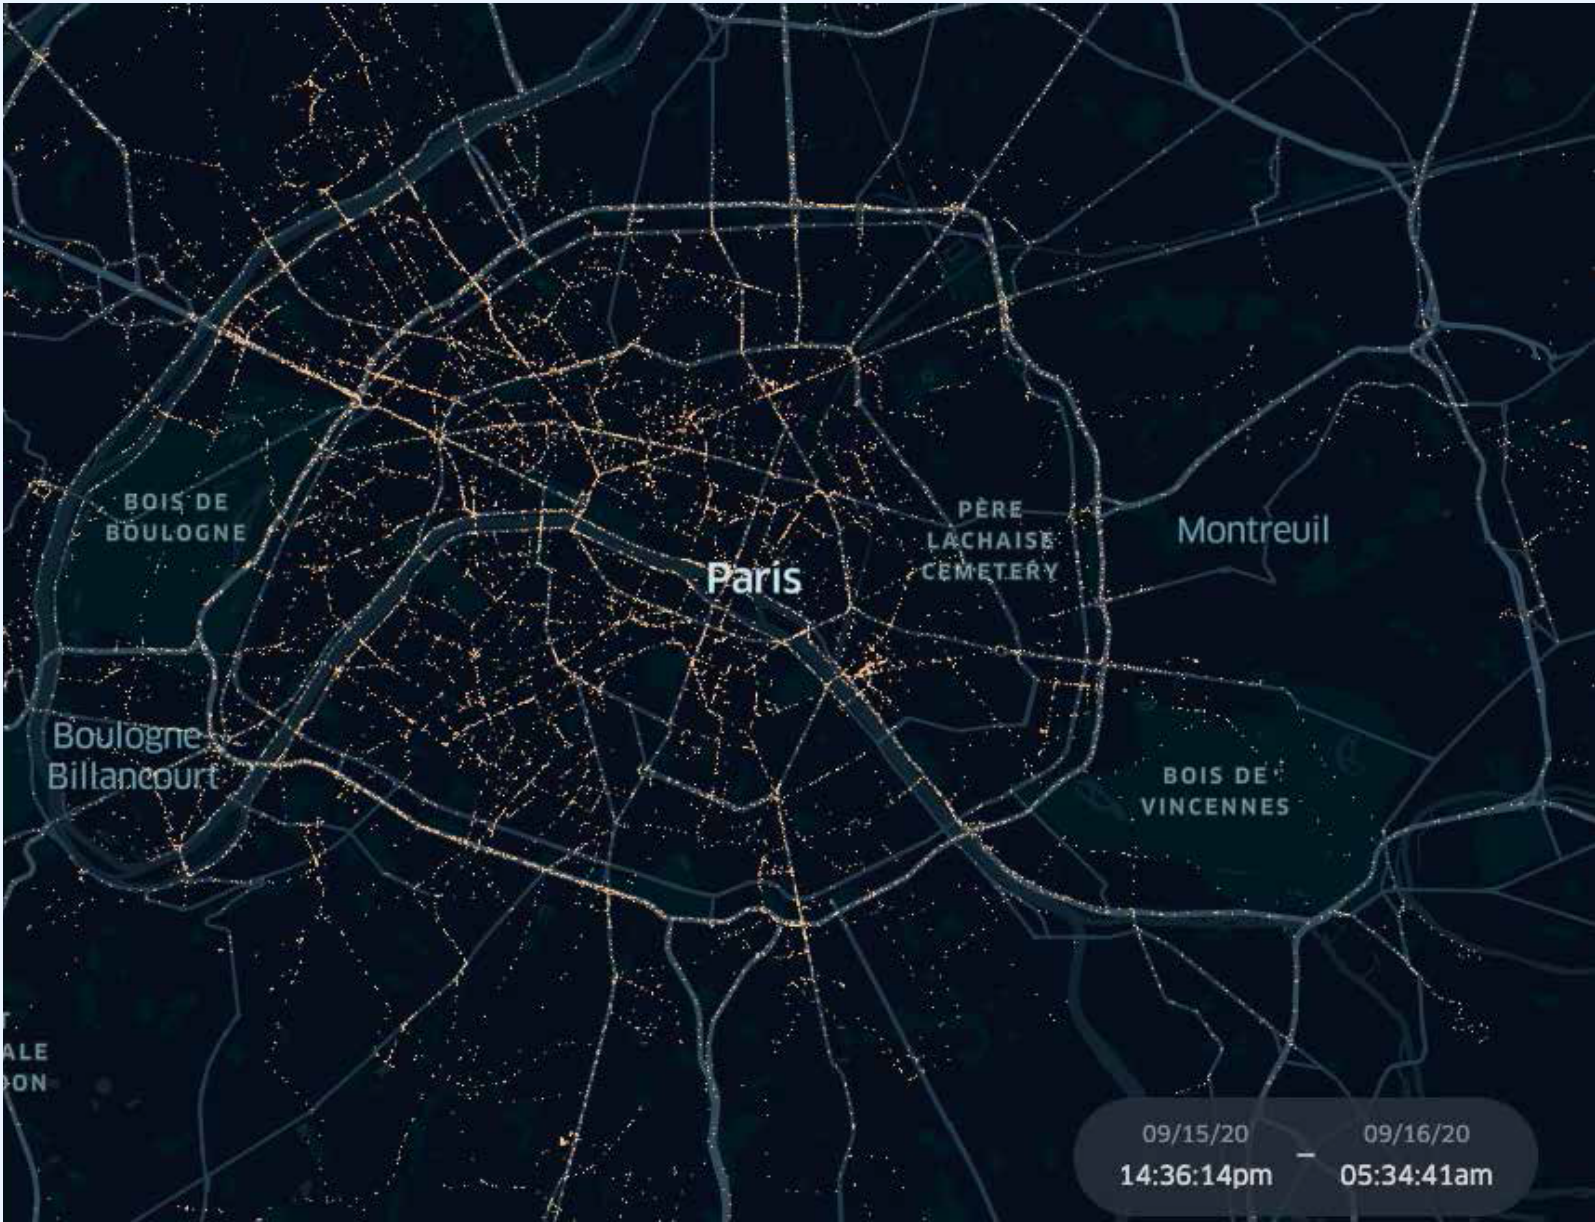 BOIS DE
BOULOGNE
PÈRE
LACHAISE
CEMETERY
Montreuil
Paris
Boulogne
Billancourt
BOIS DE
VINCENNES
ALE
09/15/20 09/16/20
14:36:14pm – 05:34:41am